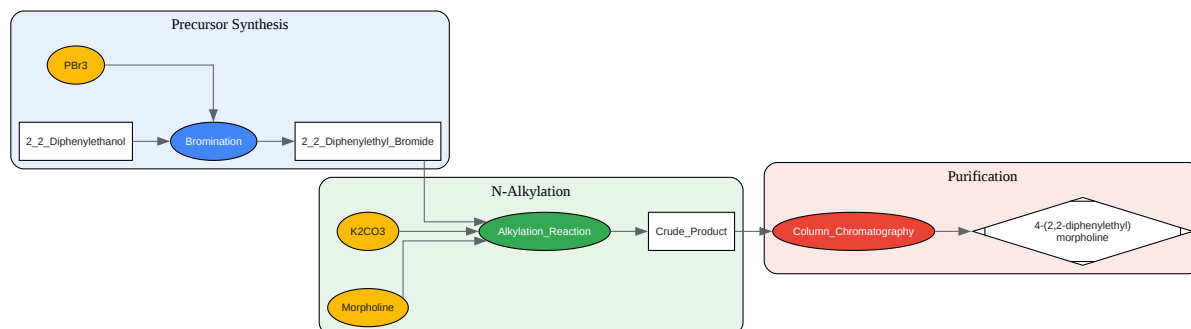 Precursor Synthesis
PBr3
2_2_Diphenylethanol
Bromination
2_2_Diphenylethyl_Bromide
N-Alkylation
K2CO3
Alkylation_Reaction
Crude_Product
Morpholine
Purification
Column_Chromatography
4-(2,2-diphenylethyl)
morpholine